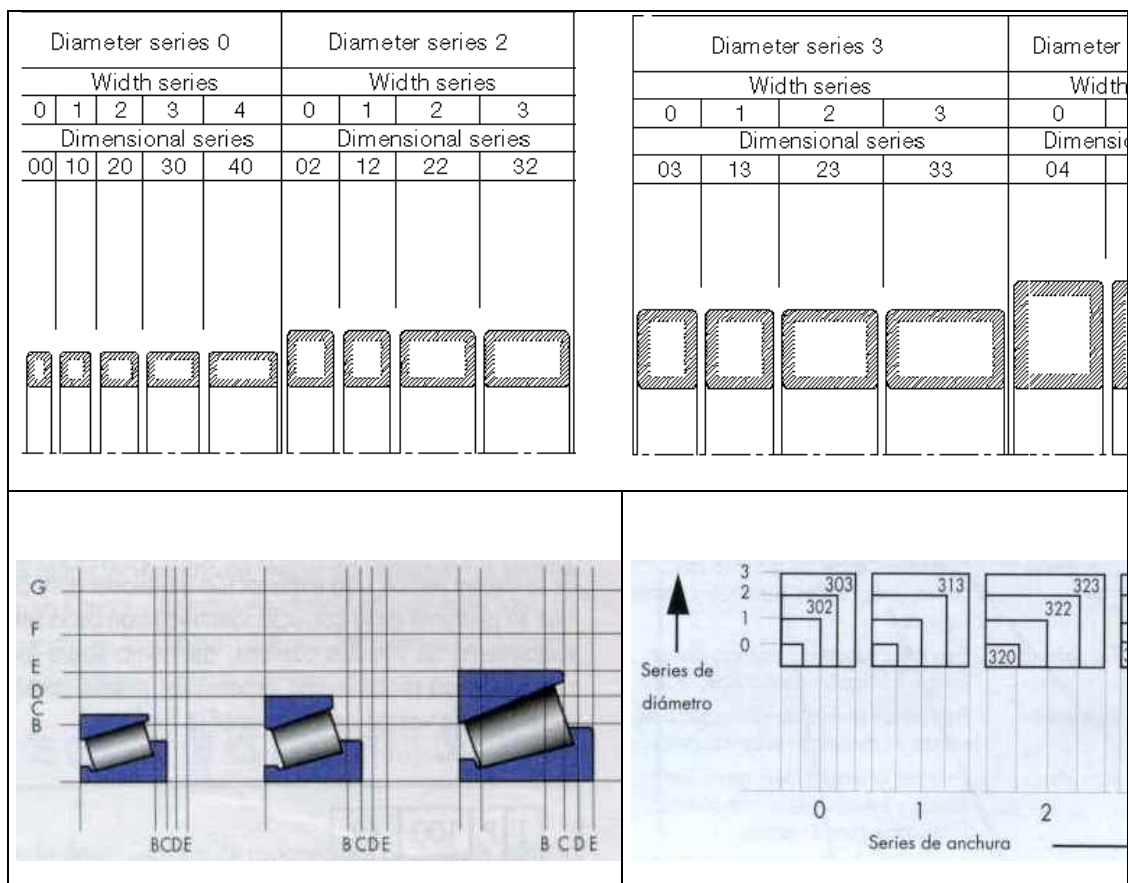 Diameter series 0
Diameter series 2
Width series
Width series
0 1 2 3 4 0 1 2 3
Dimensional series
Dimensional series
00 10 20 30 40 02 12 22 32
Diameter series 3
Diameter
Width series
Width
0 1 2 3 0
Dimensional series
Dimensio
03 13 23 33 04
G
F
E
D
C
B
BCDE
BCDE
B C D E
3
2
1
0
303
302
313
323
322
320
Series de
diámetro
0 1 2
Series de anchura